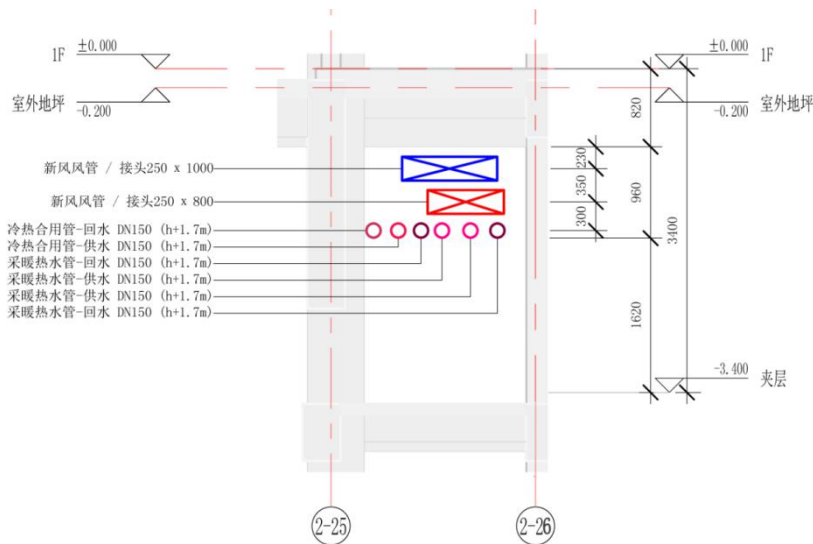 1F ±0.000
室外地坪 -0.200
±0.000 1F
-0.200 室外地坪
820
230
350
300
960
3400
1620
新风风管 / 接头250 x 1000
新风风管 / 接头250 x 800
冷热合用管-回水 DN150 (h+1.7m)
冷热合用管-供水 DN150 (h+1.7m)
采暖热水管-回水 DN150 (h+1.7m)
采暖热水管-供水 DN150 (h+1.7m)
采暖热水管-供水 DN150 (h+1.7m)
采暖热水管-回水 DN150 (h+1.7m)
-3.400 夹层
2-25
2-26